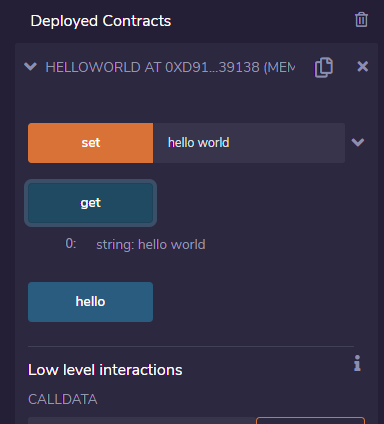 Deployed Contracts
HELLOWORLD AT 0XD91...39138 (MEM
set hello world
get
0: string: hello world
hello
Low level interactions
CALLDATA